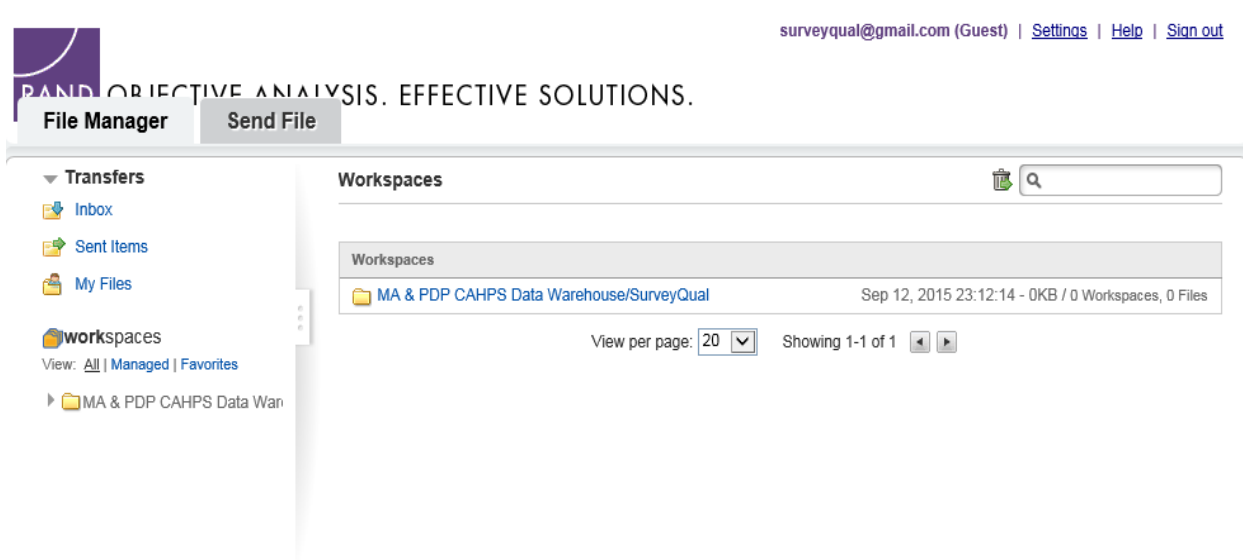 surveyqual@gmail.com (Guest) | Settings | Help | Sign out
RAND OBJECTIVE ANALYSIS. EFFECTIVE SOLUTIONS.
File Manager Send File
Transfers
Inbox
Sent Items
My Files
workspaces
View: All | Managed | Favorites
MA & PDP CAHPS Data Ware
Workspaces
Workspaces
MA & PDP CAHPS Data Warehouse/SurveyQual Sep 12, 2015 23:12:14 - 0KB / 0 Workspaces, 0 Files
View per page: 20 Showing 1-1 of 1